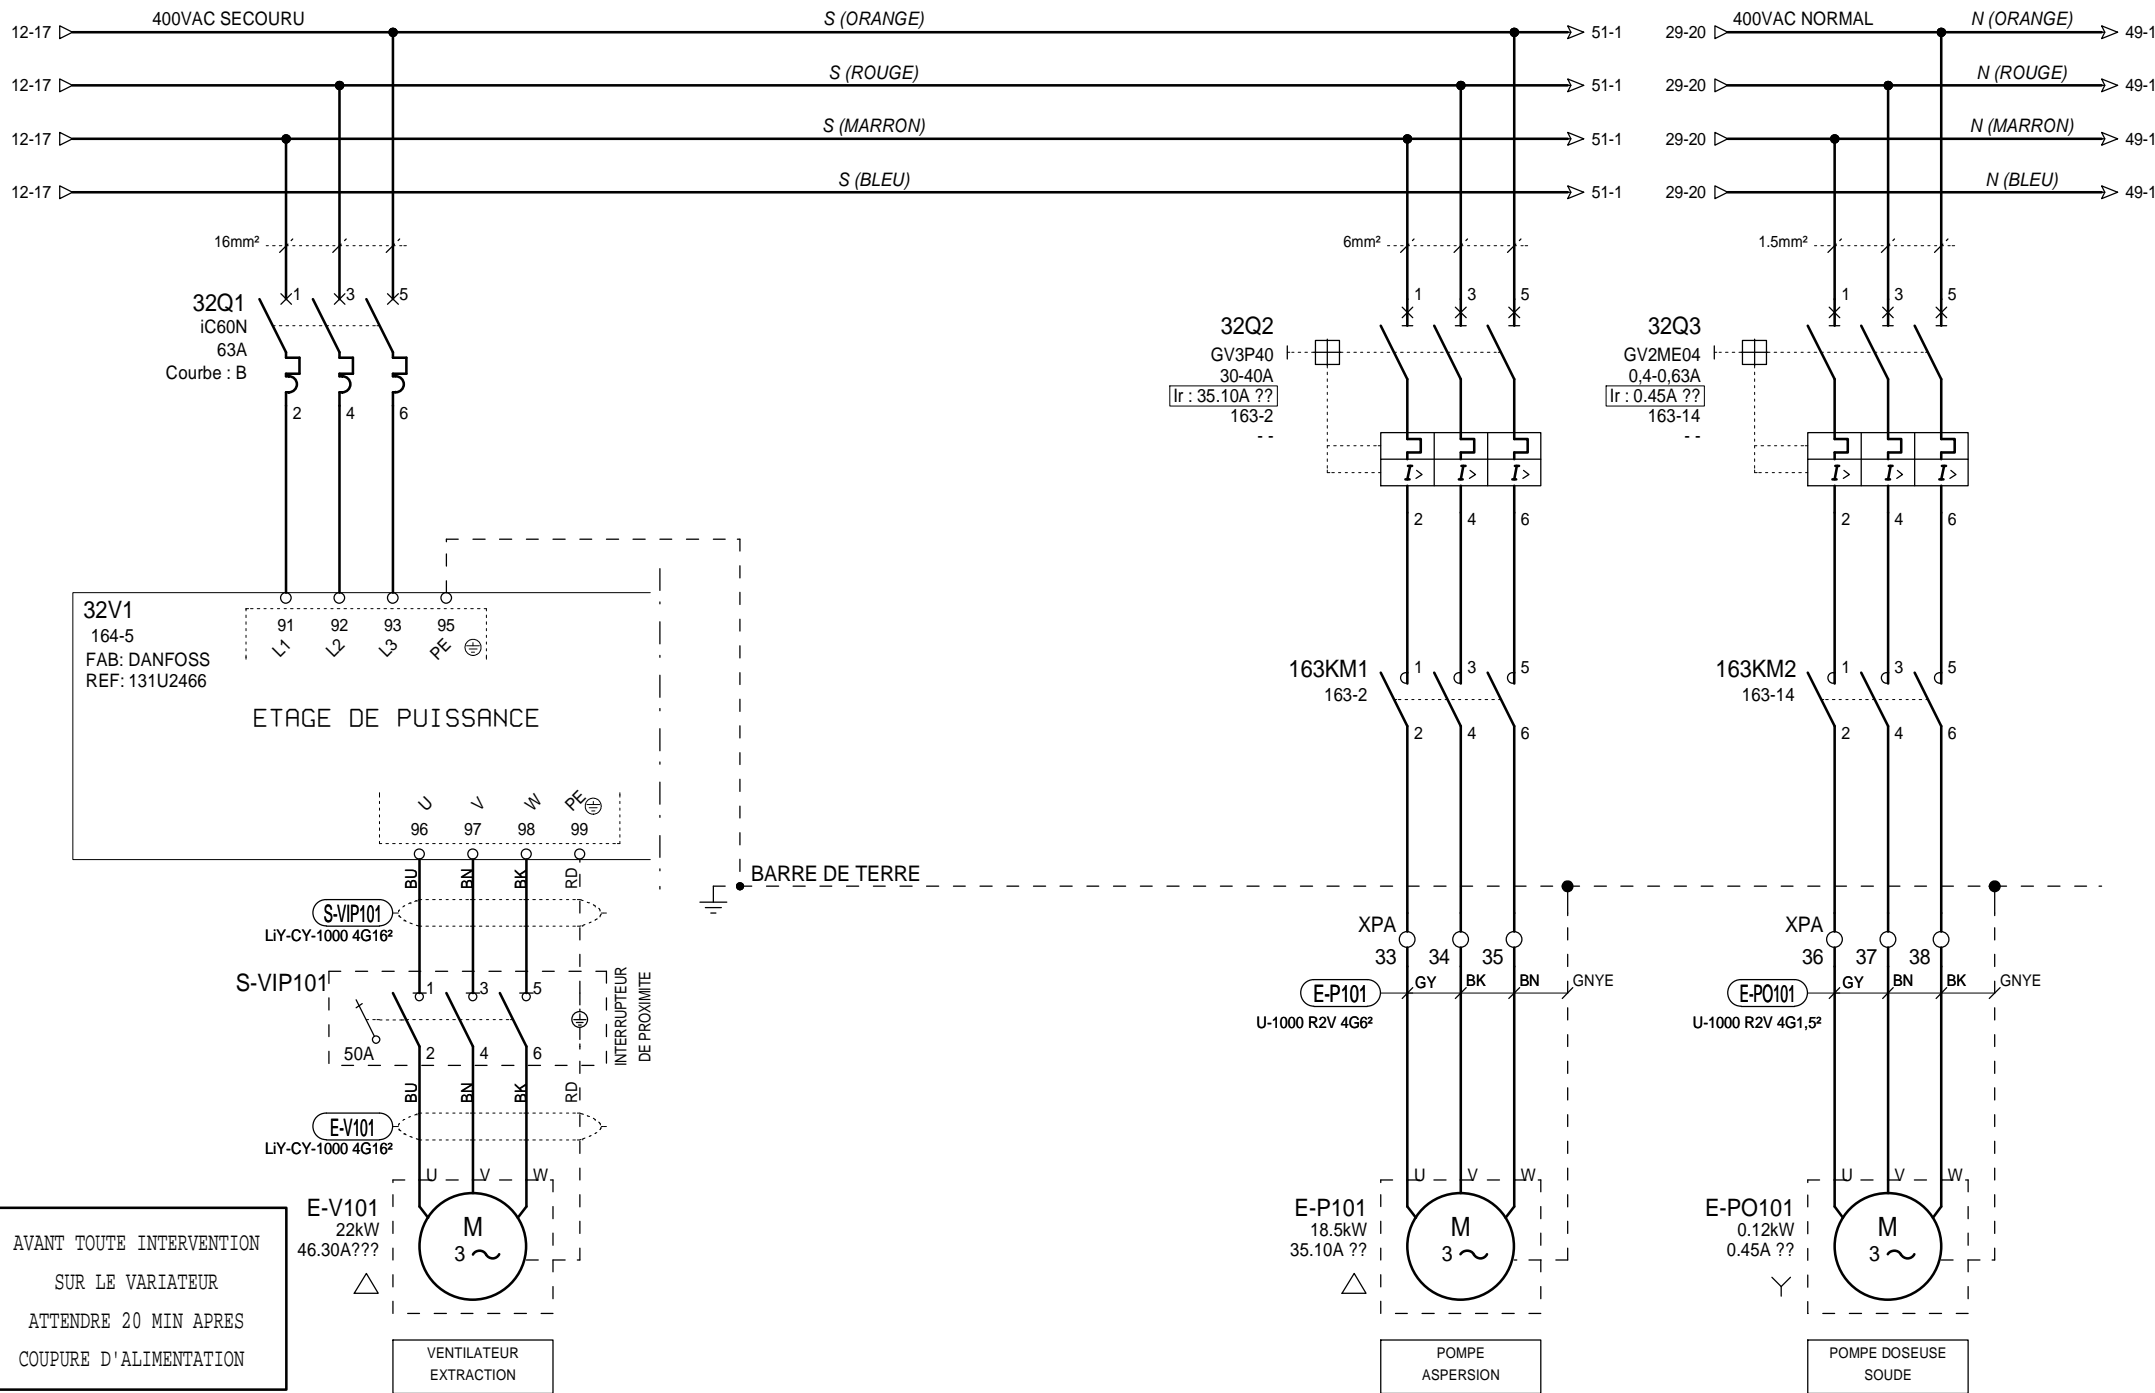 12-17 400VAC SECOURU S (ORANGE) 51-1 29-20 400VAC NORMAL N (ORANGE) 49-1
12-17 S (ROUGE) 51-1 29-20 N (ROUGE) 49-1
12-17 S (MARRON) 51-1 29-20 N (MARRON) 49-1
12-17 S (BLEU) 51-1 29-20 N (BLEU) 49-1
16mm²
32Q1
iC60N
63A
Courbe : B
1 3 5
2 4 6
32V1
164-5
FAB: DANFOSS
REF: 131U2466
91 92 93 95
L1 L2 L3 PE
ETAGE DE PUISSANCE
U V W PE
96 97 98 99
BU BN BK RD
S-VIP101
LiY-CY-1000 4G16²
S-VIP101
1 3 5
50A
2 4 6
INTERRUPTEUR
DE PROXIMITE
BU BN BK RD
E-V101
LiY-CY-1000 4G16²
U V W
E-V101
22kW
46.30A???
M
3
VENTILATEUR
EXTRACTION
AVANT TOUTE INTERVENTION
SUR LE VARIATEUR
ATTENDRE 20 MIN APRES
COUPURE D'ALIMENTATION
BARRE DE TERRE
6mm²
1 3 5
32Q2
GV3P40
30-40A
Ir : 35.10A ??
163-2
- -
I> I> I>
2 4 6
163KM1
163-2
1 3 5
2 4 6
XPA
33 34 35
E-P101
GY BK BN GNYE
U-1000 R2V 4G6²
U V W
E-P101
18.5kW
35.10A ??
M
3
POMPE
ASPERSION
1.5mm²
1 3 5
32Q3
GV2ME04
0,4-0,63A
Ir : 0.45A ??
163-14
- -
I> I> I>
2 4 6
163KM2
163-14
1 3 5
2 4 6
XPA
36 37 38
E-PO101
GY BN BK GNYE
U-1000 R2V 4G1,5²
U V W
E-PO101
0.12kW
0.45A ??
M
3
POMPE DOSEUSE
SOUDE